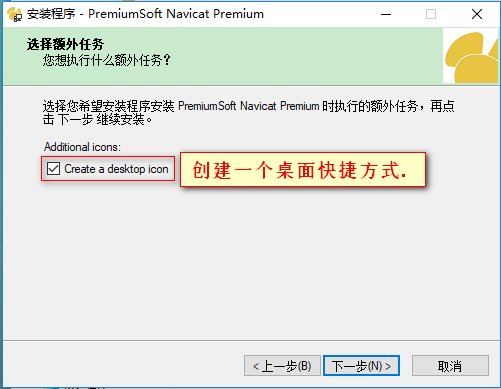 安装程序 - PremiumSoft Navicat Premium
选择额外任务
您想执行什么额外任务?
选择您希望安装程序安装 PremiumSoft Navicat Premium 时执行的额外任务，再点
击 下一步 继续安装。
Additional icons:
Create a desktop icon
创建一个桌面快捷方式.
< 上一步(B)
下一步(N) >
取消